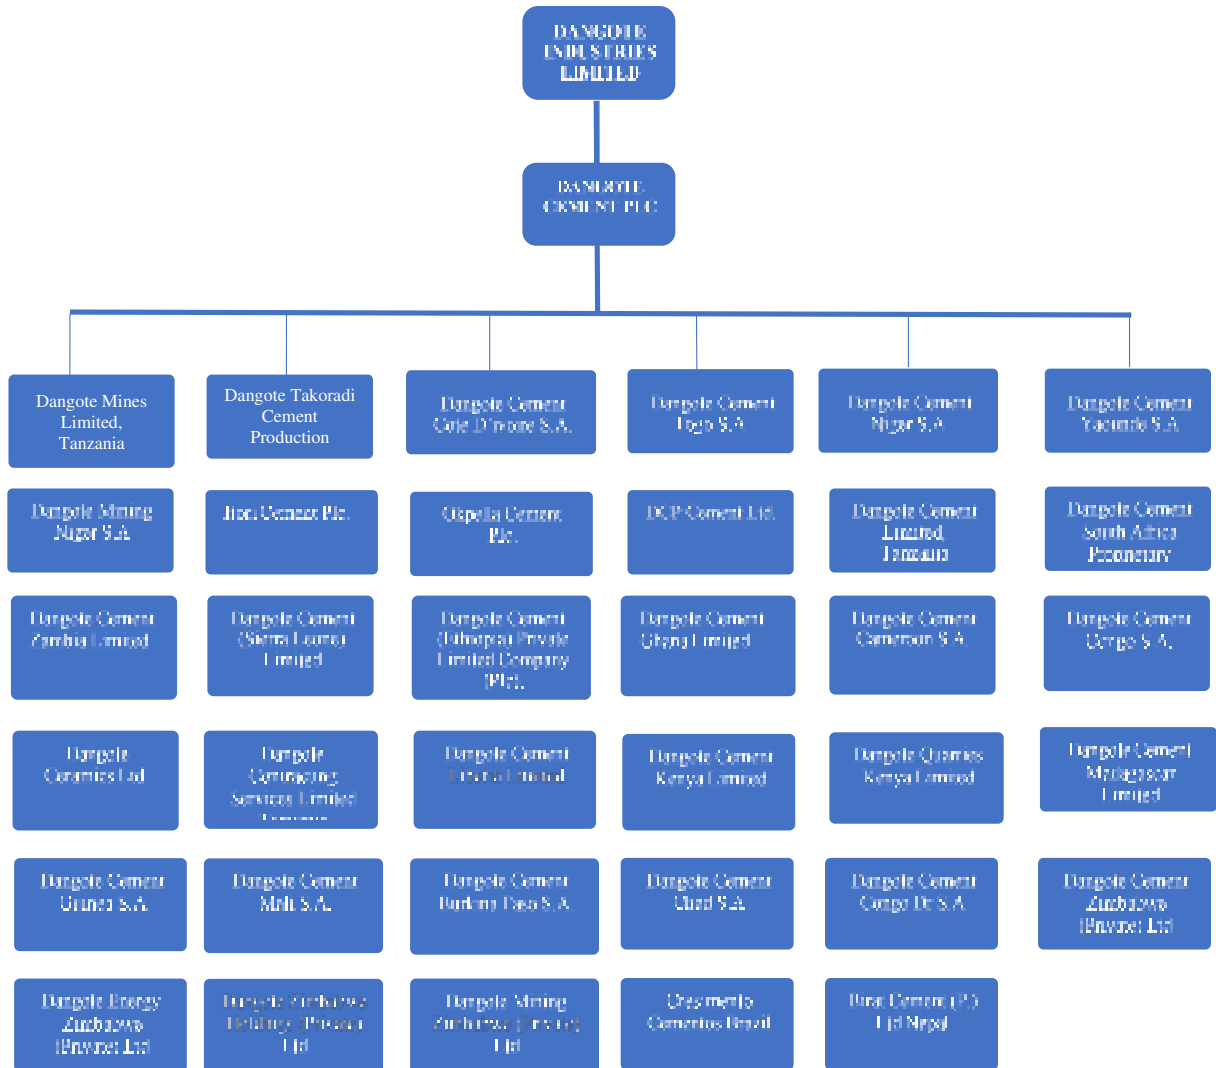 DANGOTE
INDUSTRIES
LIMITED
DANGOTE
CEMENT PLC
Dangote Mines
Limited,
Tanzania
Dangote Takoradi
Cement
Production
Dangote Cement
Cote D'ivoire S.A.
Dangote Cement
Togo S.A
Dangote Cement
Niger S.A
Dangote Cement
Yaounde S.A
Dangote Mining
Niger S.A
Cement Plc.
Okpella Cement
Plc.
DCP Cement Ltd.
Dangote Cement
Limited,
Tanzania
Dangote Cement
South Africa
Proprietary
Dangote Cement
Zambia Limited
Dangote Cement
(Sierra Leone)
Limited
Dangote Cement
(Ethiopia) Private
Limited Company
(Plc).
Dangote Cement
Ghana Limited
Dangote Cement
Cameroon S.A.
Dangote Cement
Congo S.A.
Dangote
Ceramics Ltd
Dangote
Contracting
Services Limited
Dangote Cement
Limited
Dangote Cement
Kenya Limited
Dangote Quarries
Kenya Limited
Dangote Cement
Madagascar
Limited
Dangote Cement
Guinea S.A.
Dangote Cement
Mali S.A.
Dangote Cement
Burkina Faso S.A.
Dangote Cement
Chad S.A
Dangote Cement
Congo Dr S.A
Dangote Cement
Zimbabwe
(Private) Ltd
Dangote Energy
Zimbabwe
(Private) Ltd
Dangote Zimbabwe
Holdings (Private)
Ltd
Dangote Mining
Zimbabwe (Private)
Ltd
Cimentos Brazil
Birat Cement (P.)
Ltd Nepal